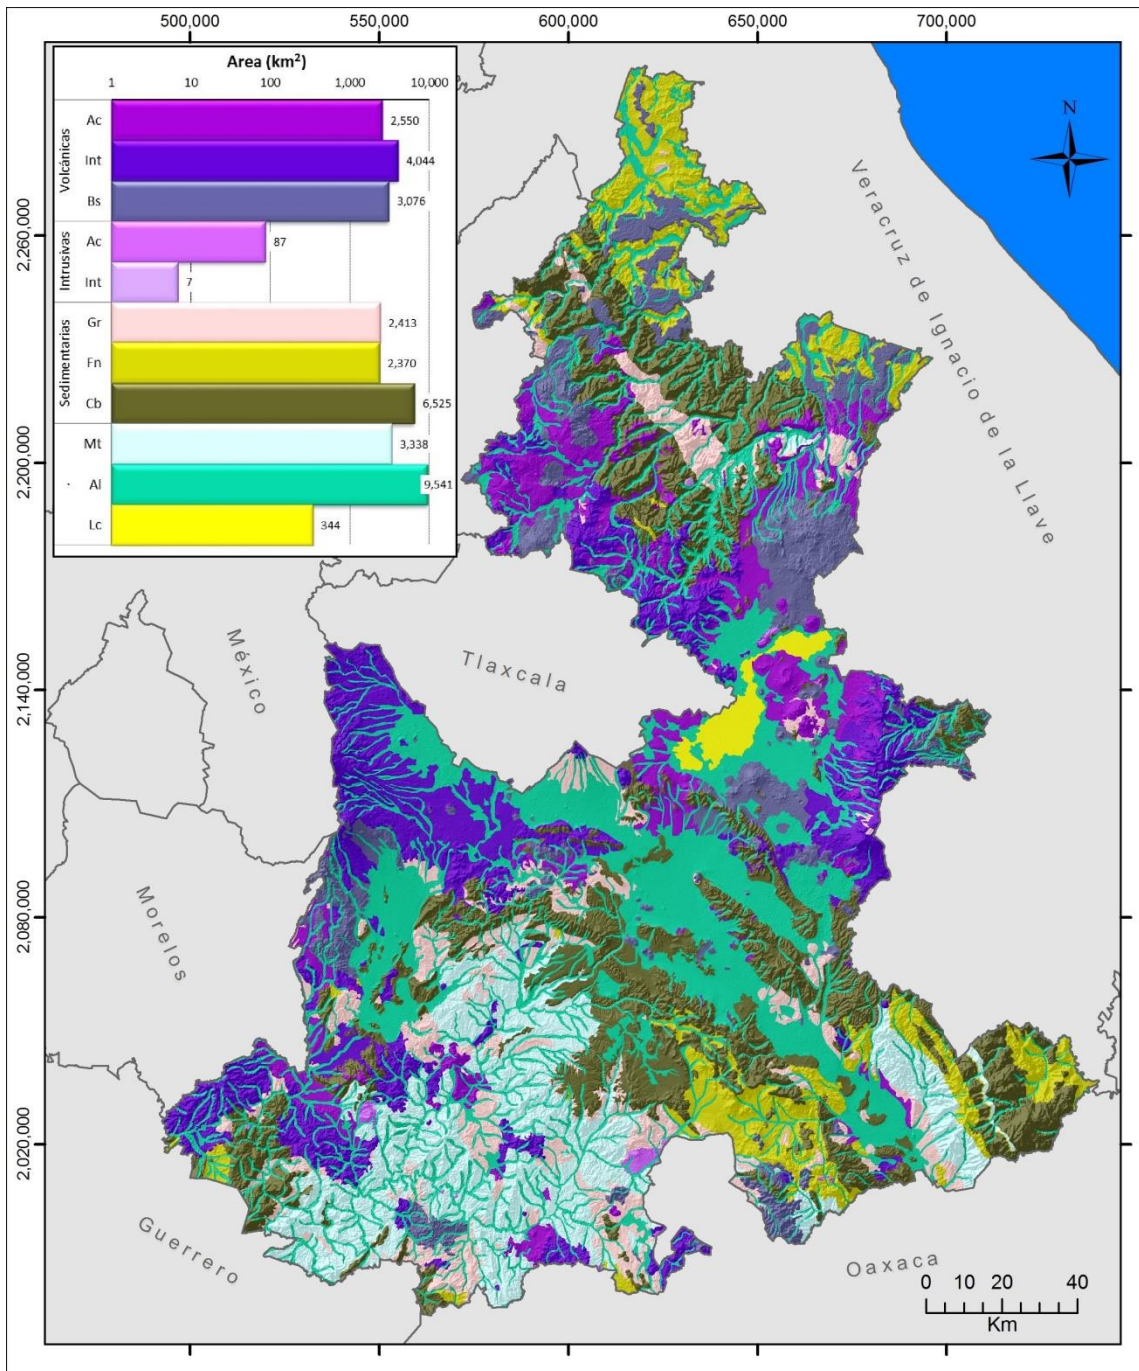 500,000 550,000 600,000 650,000 700,000
Area (km²)
1 10 100 1,000 10,000
Volcánicas
Ac 2,550
Int 4,044
Bs 3,076
Intrusivas
Ac 87
Int 7
Sedimentarias
Gr 2,413
Fn 2,370
Cb 6,525
Mt 3,338
Al 9,541
Lc 344
N
2,260,000
2,200,000
2,140,000
2,080,000
2,020,000
Veracruz de Ignacio de la Llave
México
Tlaxcala
Morelos
Guerrero
Oaxaca
0 10 20 40
Km